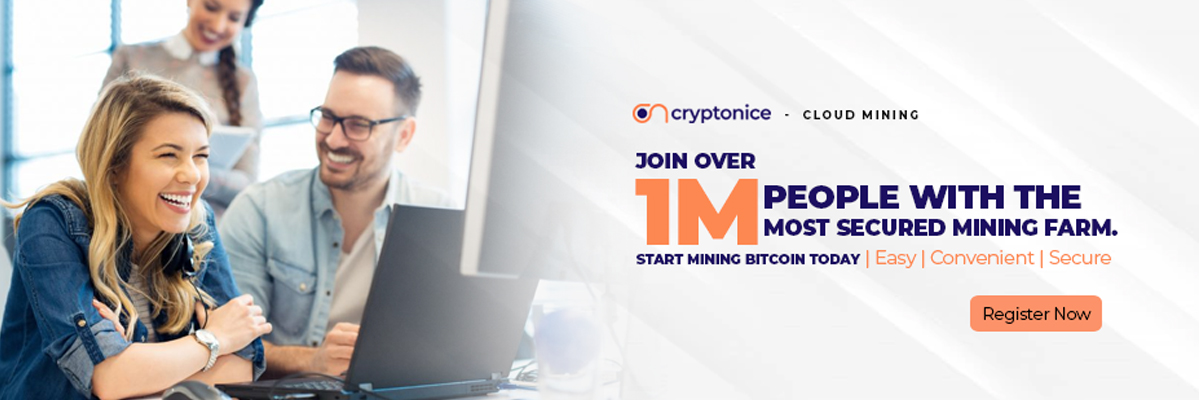 cryptonice - CLOUD MINING
JOIN OVER
1M PEOPLE WITH THE
MOST SECURED MINING FARM.
START MINING BITCOIN TODAY | Easy | Convenient | Secure
Register Now